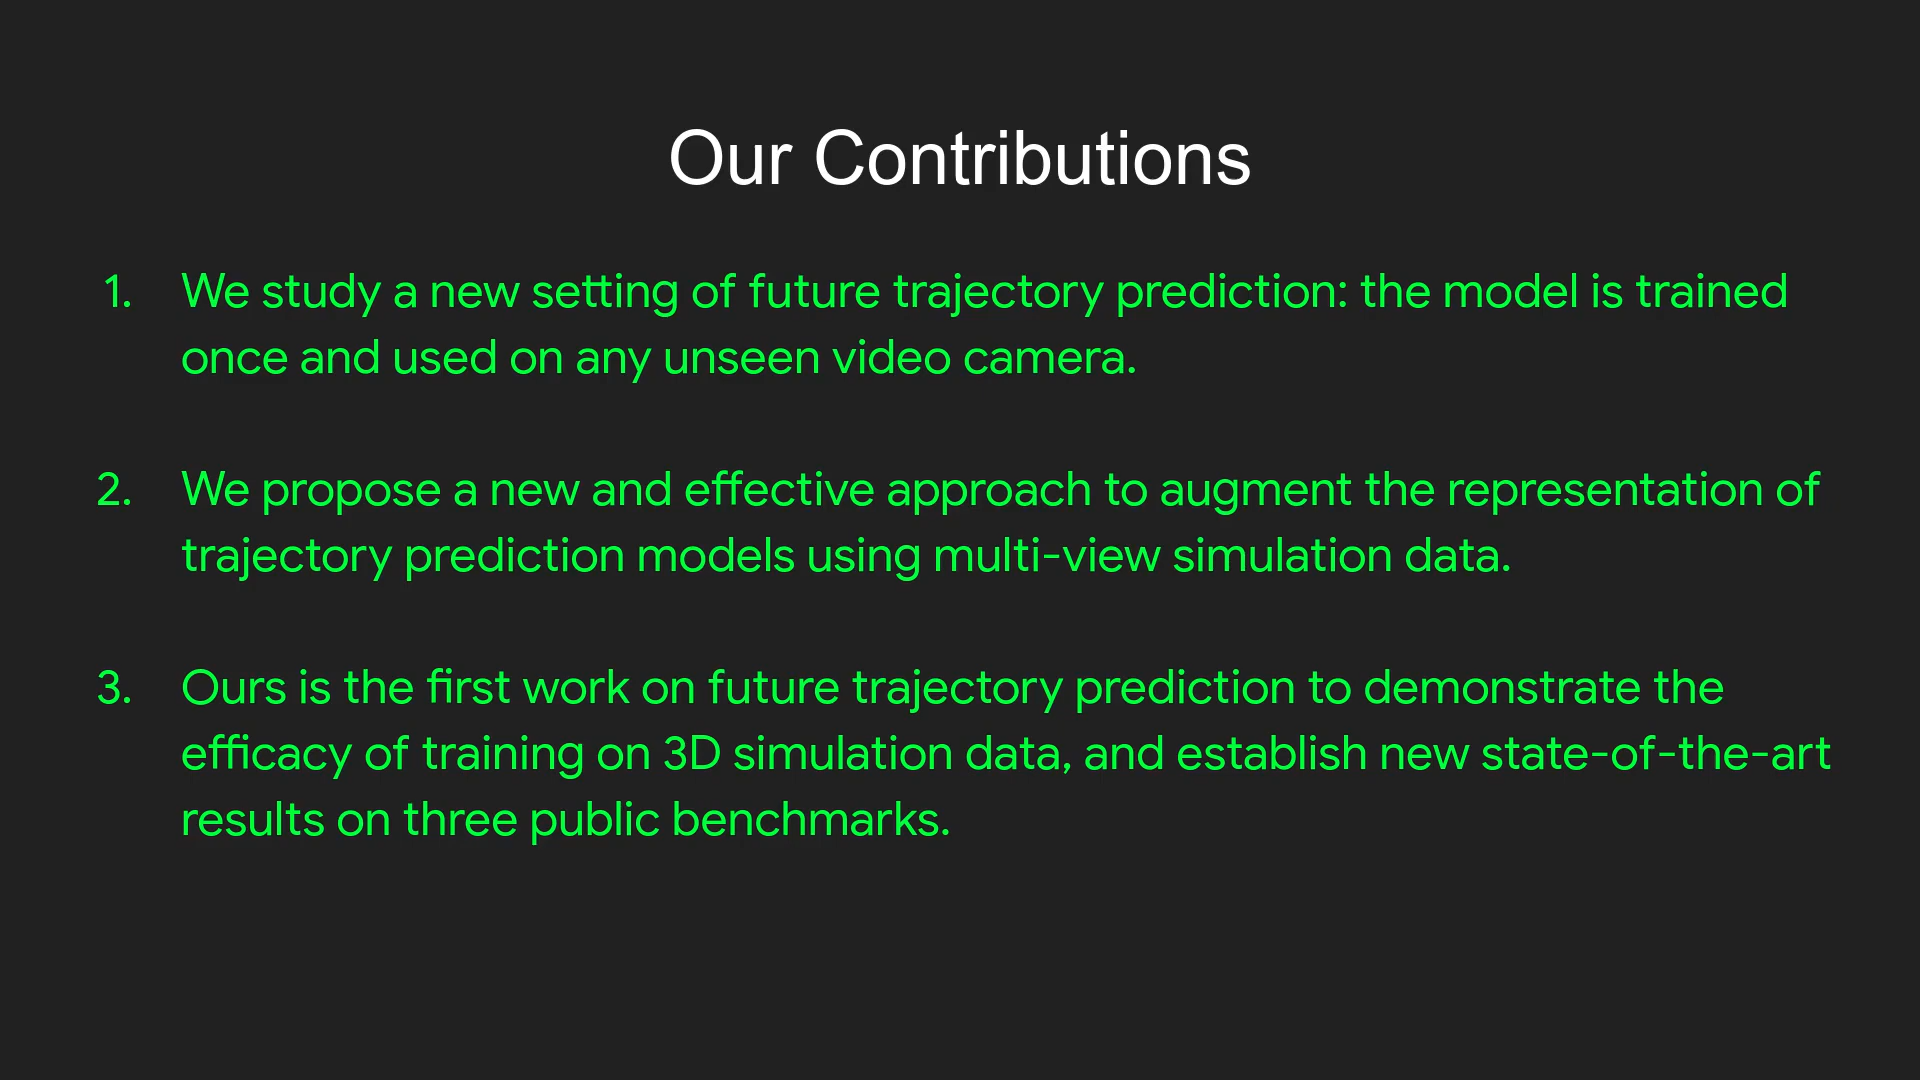 Our Contributions
1. We study a new setting of future trajectory prediction: the model is trained
once and used on any unseen video camera.
2. We propose a new and effective approach to augment the representation of
trajectory prediction models using multi-view simulation data.
3. Ours is the first work on future trajectory prediction to demonstrate the
efficacy of training on 3D simulation data, and establish new state-of-the-art
results on three public benchmarks.